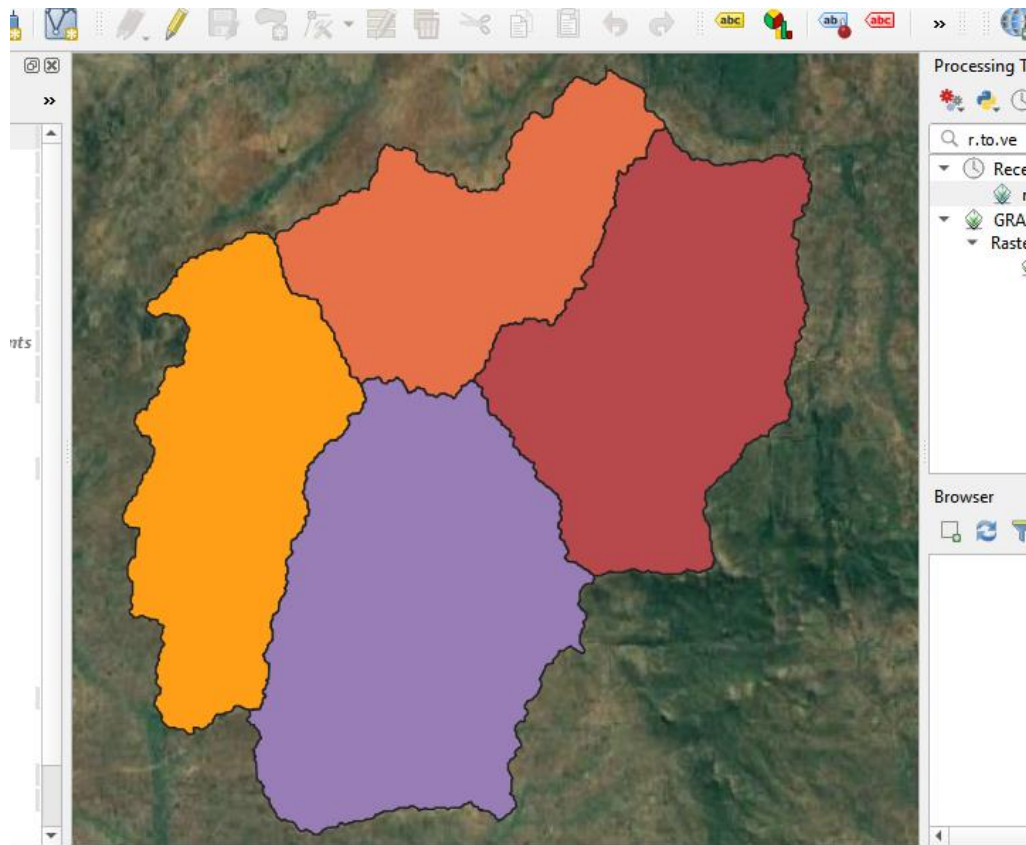 abc
ab
abc
»
Processing T
»
r.to.ve
Rece
r
GRA
Raste
nts
Browser